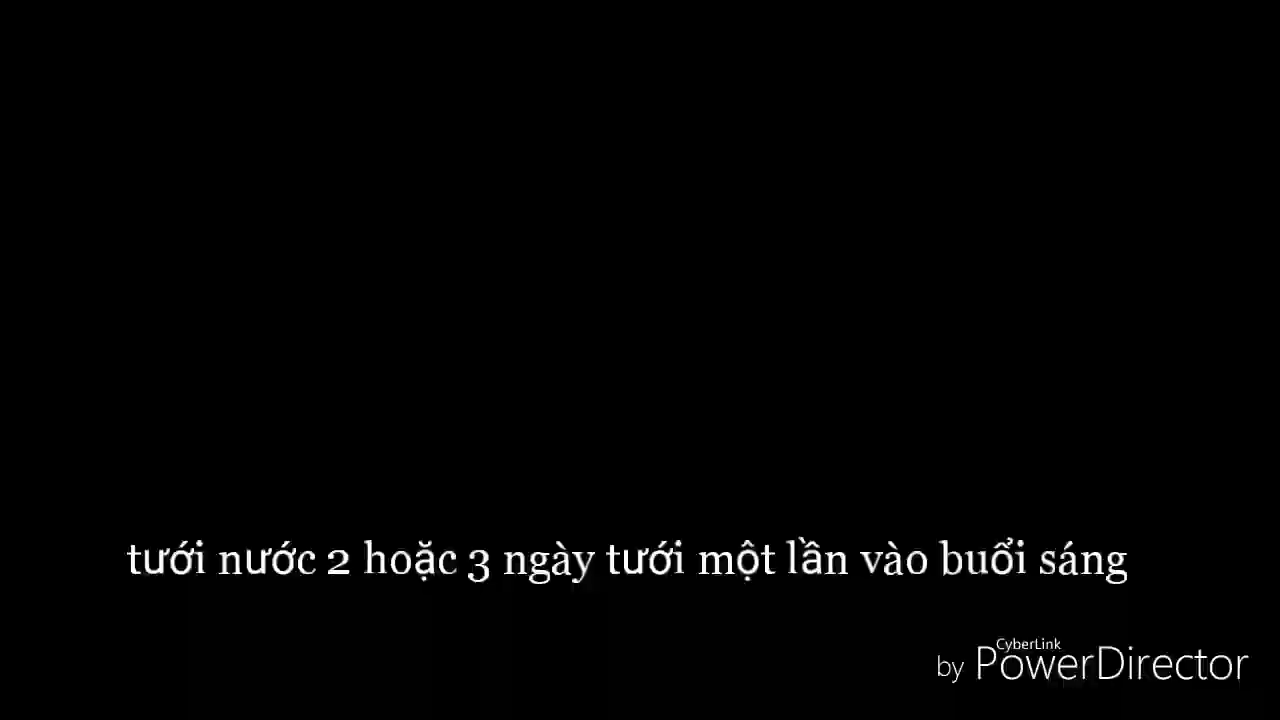 tưới nước 2 hoặc 3 ngày tưới một lần vào buổi sáng
CyberLink
by PowerDirector